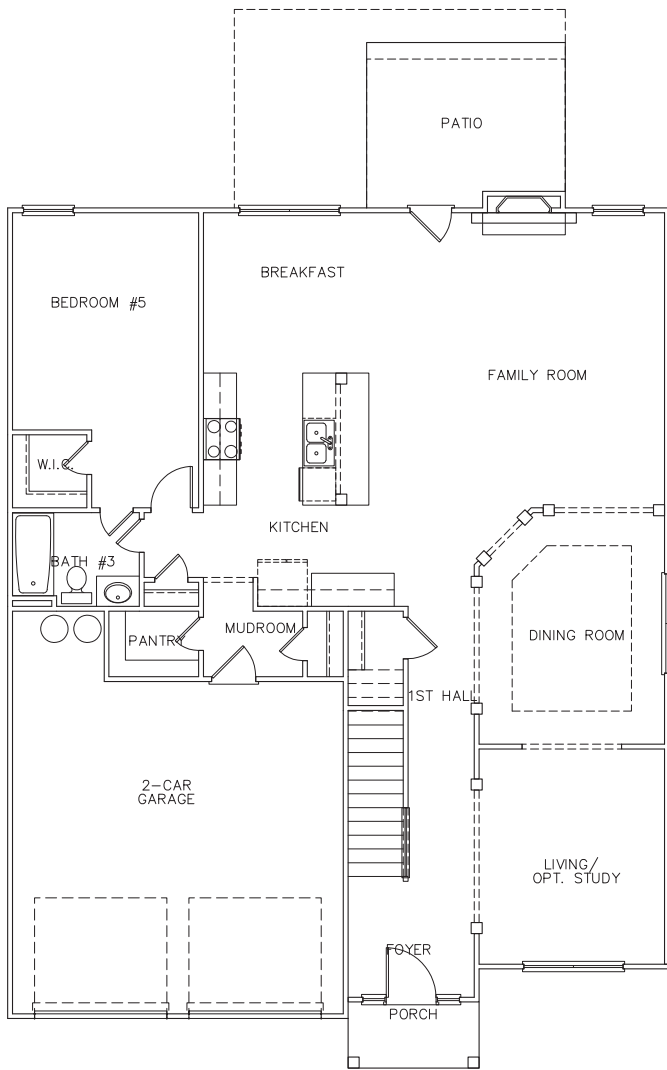 PATIO
BREAKFAST
BEDROOM #5
FAMILY ROOM
W.I.C.
KITCHEN
BATH #3
PANTRY
MUDROOM
DINING ROOM
1ST HALL
2-CAR
GARAGE
LIVING/
OPT. STUDY
FOYER
PORCH